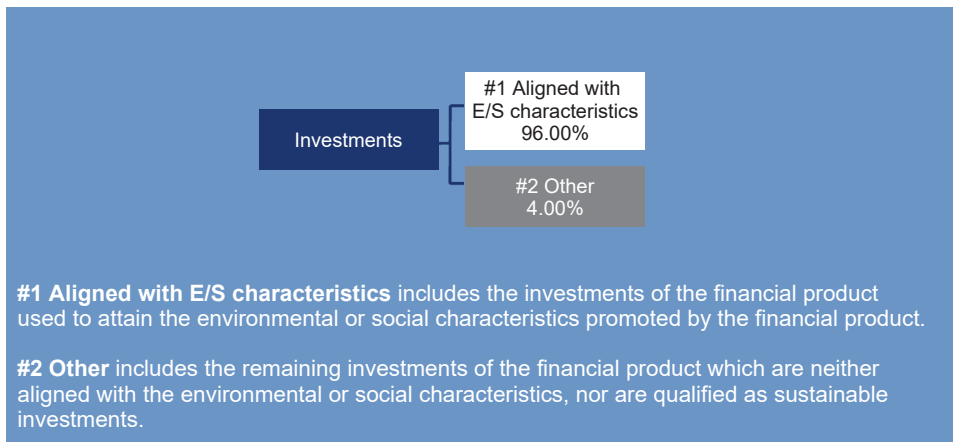 Investments
#1 Aligned with
E/S characteristics
96.00%
#2 Other
4.00%
#1 Aligned with E/S characteristics includes the investments of the financial product
used to attain the environmental or social characteristics promoted by the financial product.
#2 Other includes the remaining investments of the financial product which are neither
aligned with the environmental or social characteristics, nor are qualified as sustainable
investments.